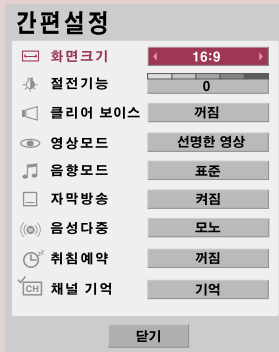 간편설정
화면크기 16:9
절전기능 0
클리어 보이스 꺼짐
영상모드 선명한 영상
음향모드 표준
자막방송 켜짐
음성다중 모노
취침예약 꺼짐
CH 채널 기억 기억
닫기